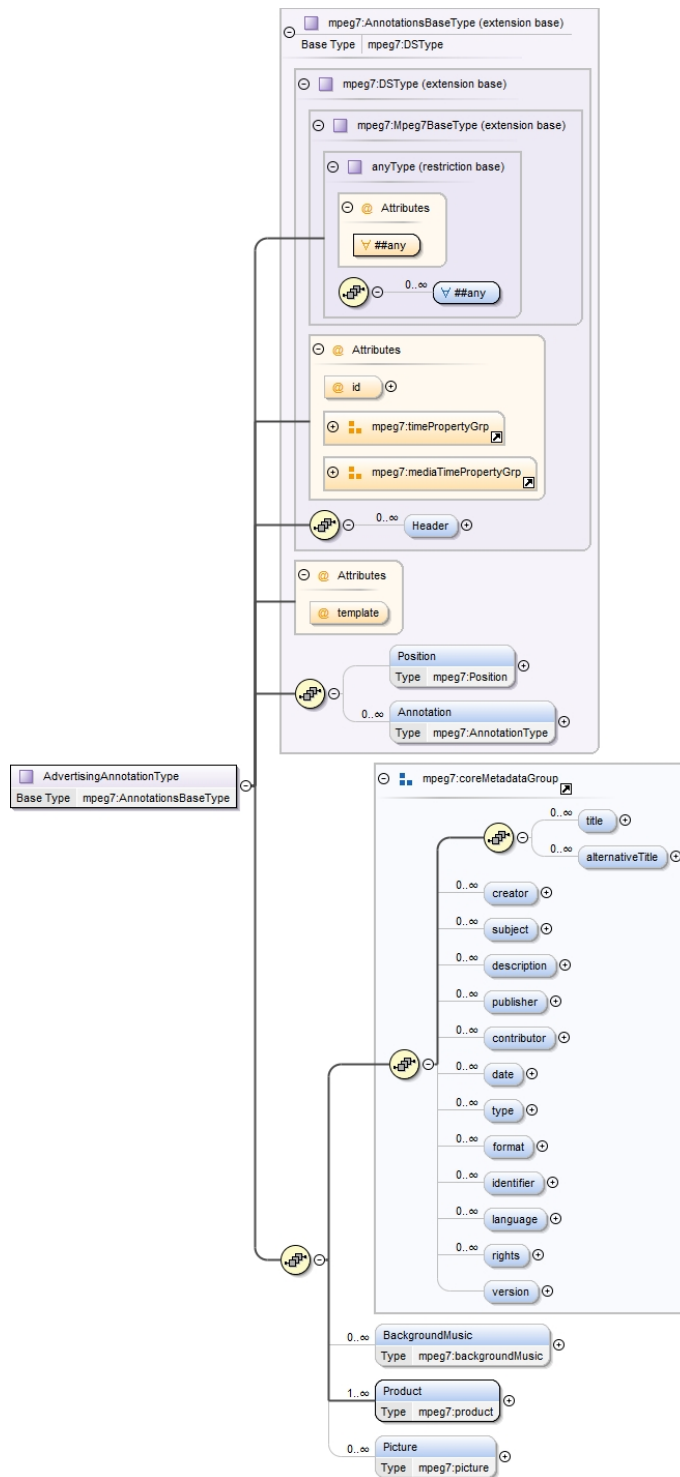 mpeg7:AnnotationsBaseType (extension base)
Base Type mpeg7:DSType
mpeg7:DSType (extension base)
mpeg7:Mpeg7BaseType (extension base)
anyType (restriction base)
@ Attributes
∀ ##any
0..∞ ∀ ##any
@ Attributes
@ id
mpeg7:timePropertyGrp
mpeg7:mediaTimePropertyGrp
0..∞ Header
@ Attributes
@ template
Position
Type mpeg7:Position
0..∞ Annotation
Type mpeg7:AnnotationType
AdvertisingAnnotationType
Base Type mpeg7:AnnotationsBaseType
mpeg7:coreMetadataGroup
0..∞ title
0..∞ alternativeTitle
0..∞ creator
0..∞ subject
0..∞ description
0..∞ publisher
0..∞ contributor
0..∞ date
0..∞ type
0..∞ format
0..∞ identifier
0..∞ language
0..∞ rights
version
0..∞ BackgroundMusic
Type mpeg7:backgroundMusic
1..∞ Product
Type mpeg7:product
0..∞ Picture
Type mpeg7:picture